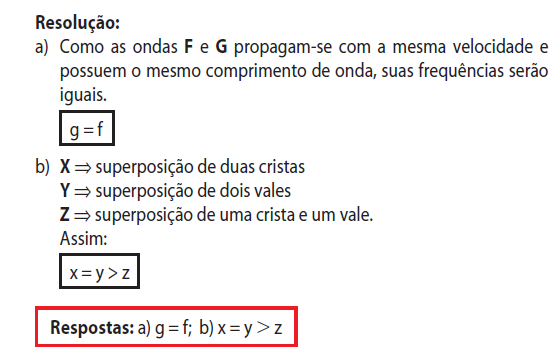 Resolução:
a) Como as ondas F e G propagam-se com a mesma velocidade e
possuem o mesmo comprimento de onda, suas frequências serão
iguais.
g = f
b) X ⇒ superposição de duas cristas
Y ⇒ superposição de dois vales
Z ⇒ superposição de uma crista e um vale.
Assim:
x = y > z
Respostas: a) g = f; b) x = y > z